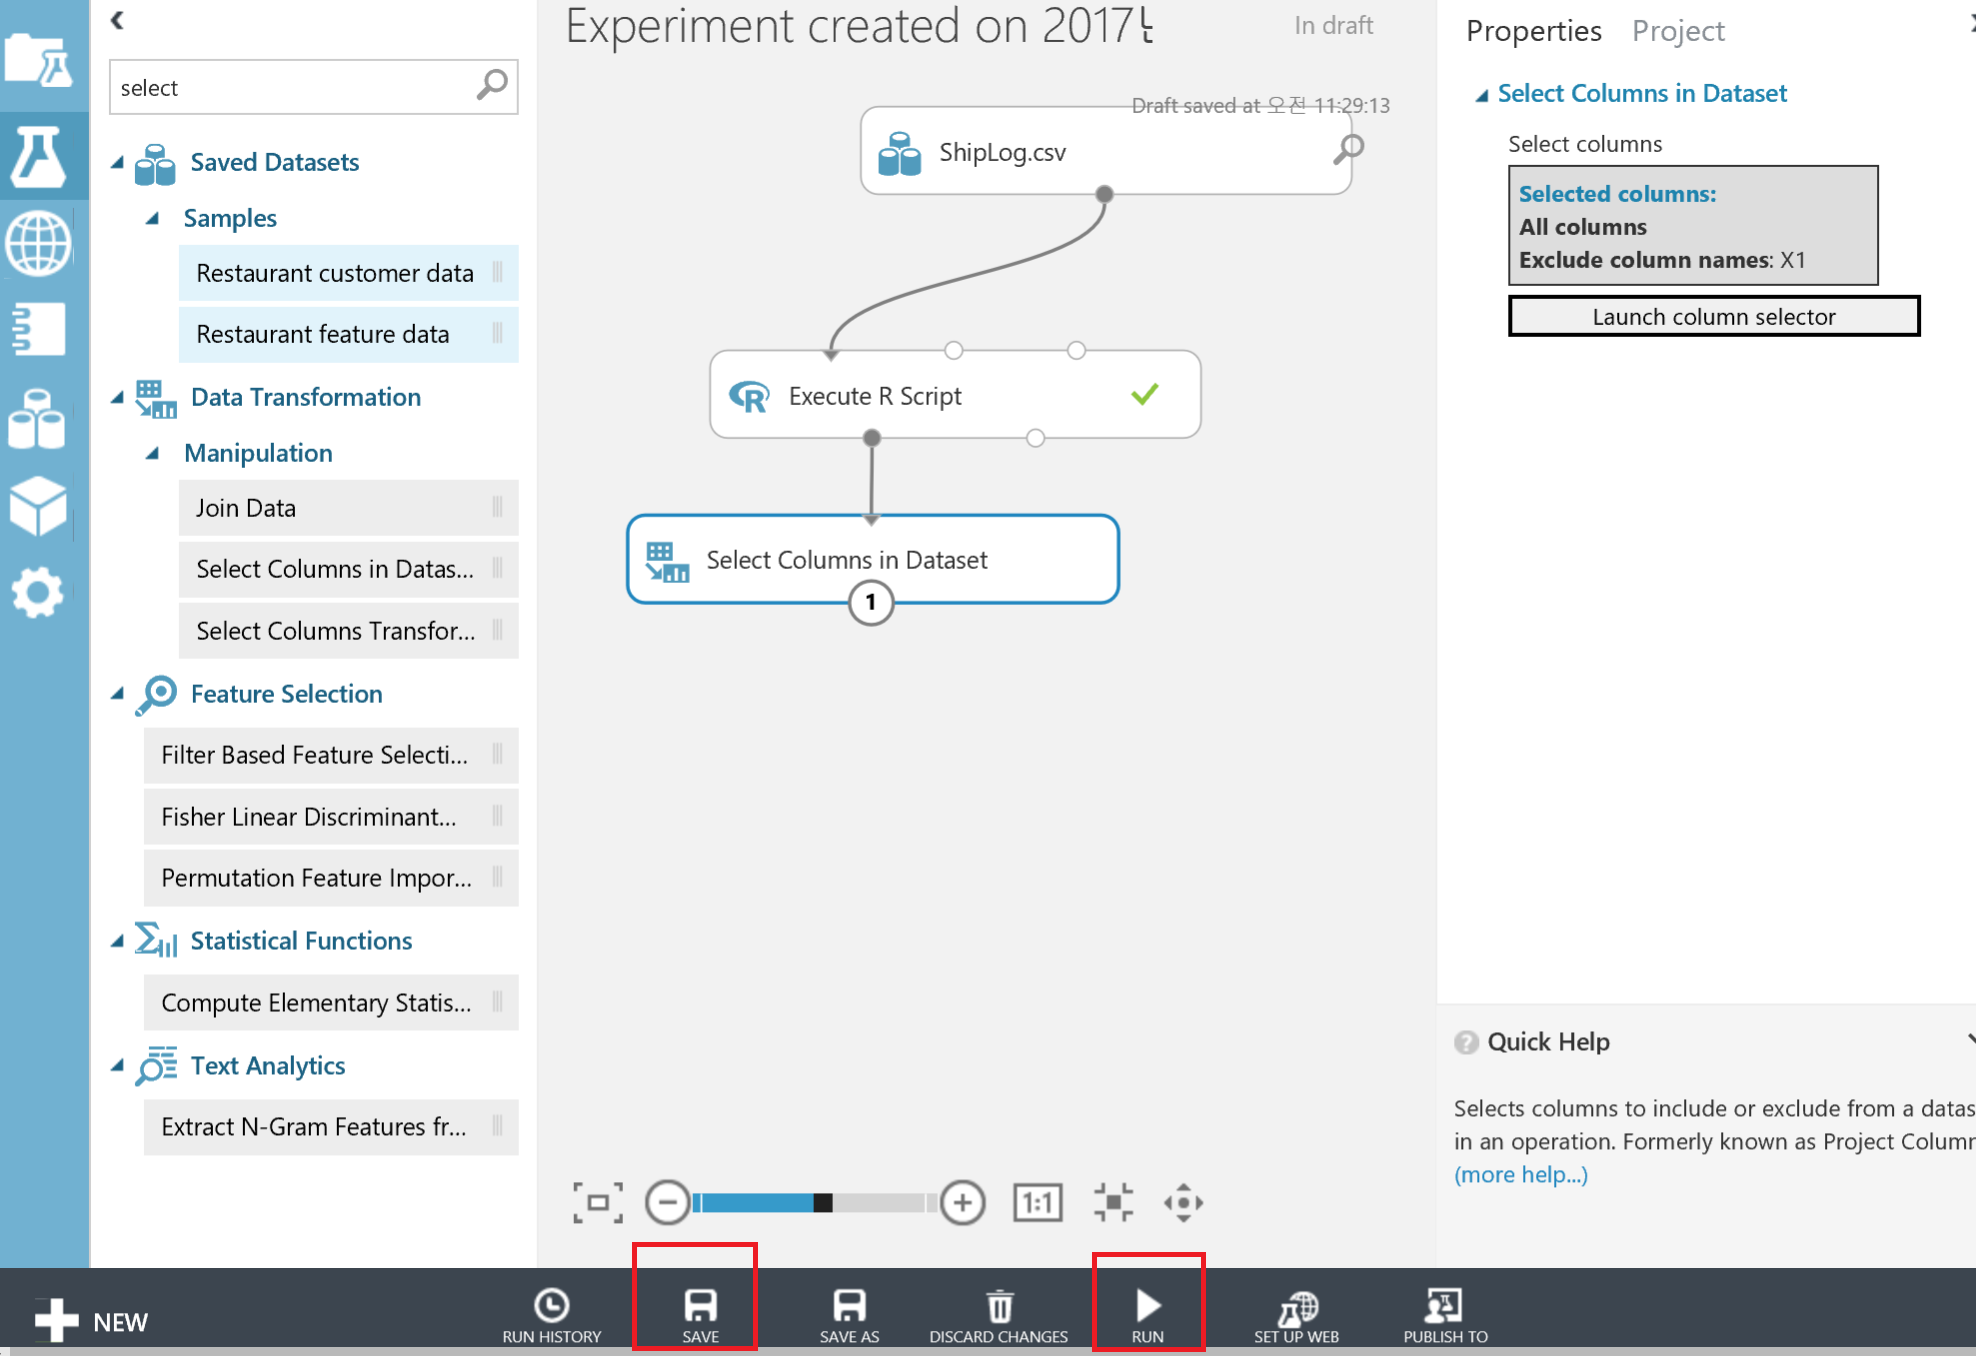 select
Saved Datasets
Samples
Restaurant customer data
Restaurant feature data
Data Transformation
Manipulation
Join Data
Select Columns in Datas...
Select Columns Transfor...
Feature Selection
Filter Based Feature Selecti...
Fisher Linear Discriminant...
Permutation Feature Impor...
Statistical Functions
Compute Elementary Statis...
Text Analytics
Extract N-Gram Features fr...
Experiment created on 2017
In draft
Draft saved at 오전 11:29:13
ShipLog.csv
Execute R Script
Select Columns in Dataset
1
1:1
Properties Project
Select Columns in Dataset
Select columns
Selected columns:
All columns
Exclude column names: X1
Launch column selector
Quick Help
Selects columns to include or exclude from a datas
in an operation. Formerly known as Project Colum
(more help...)
NEW
RUN HISTORY
SAVE
SAVE AS
DISCARD CHANGES
RUN
SET UP WEB
PUBLISH TO